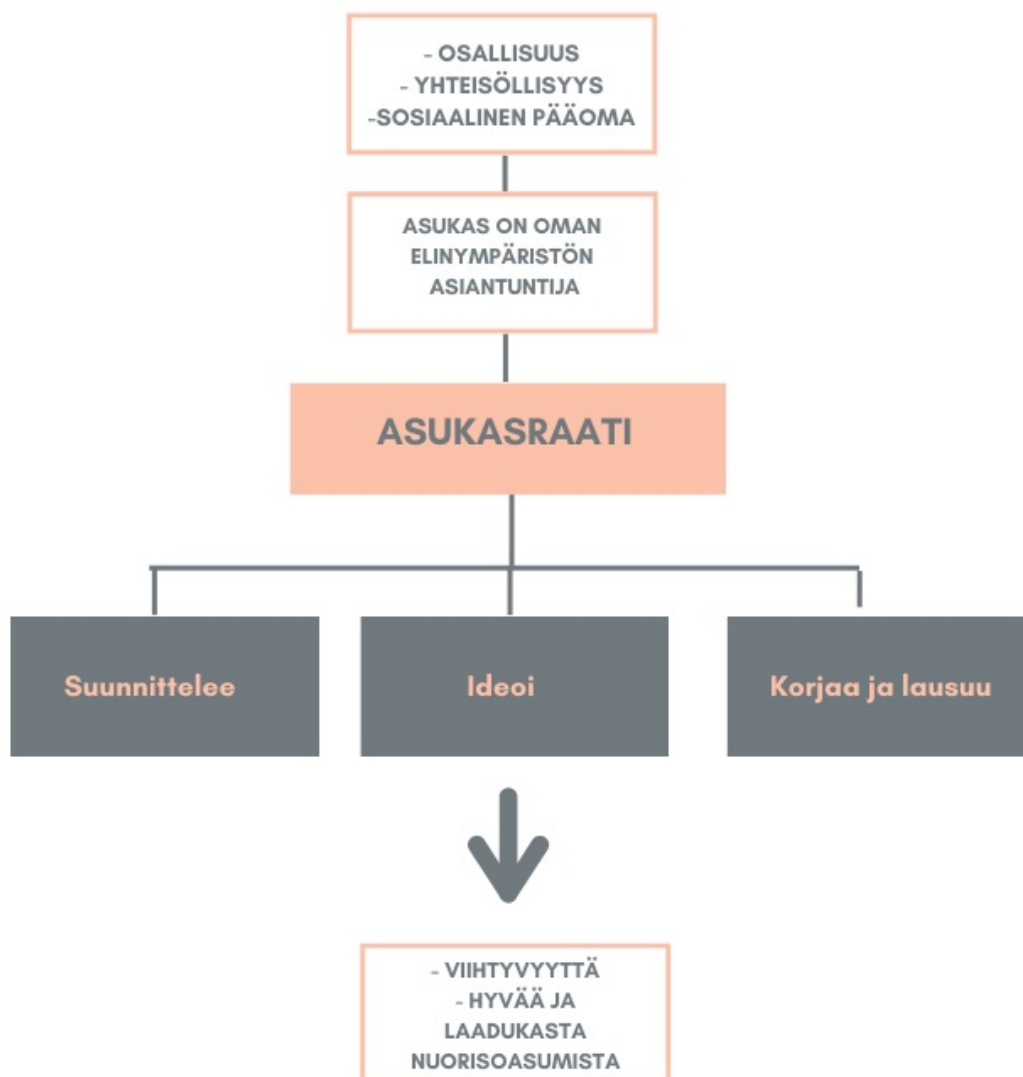 - OSALLISUUS
- YHTEISÖLLISYYS
-SOSIAALINEN PÄÄOMA
ASUKAS ON OMAN
ELINYMPÄRISTÖN
ASIANTUNTIJA
ASUKASRAATI
Suunnittelee
Ideoi
Korjaa ja lausuu
- VIIHTYVYYTTÄ
- HYVÄÄ JA
LAADUKASTA
NUORISOASUMISTA